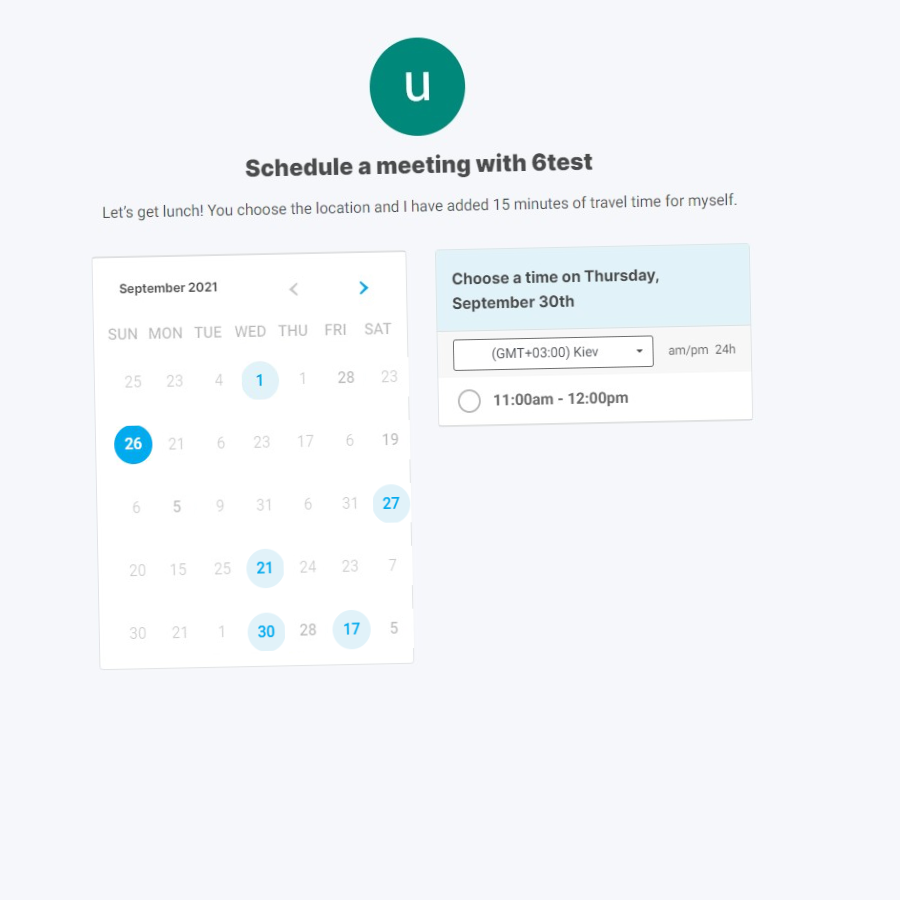 u
Schedule a meeting with 6test
Let's get lunch! You choose the location and I have added 15 minutes of travel time for myself.
September 2021
SUN MON TUE WED THU FRI SAT
25 23 4 1 1 28 23
26 21 6 23 17 6 19
6 5 9 31 6 31 27
20 15 25 21 24 23 7
30 21 1 30 28 17 5
Choose a time on Thursday,
September 30th
(GMT+03:00) Kiev am/pm 24h
11:00am - 12:00pm